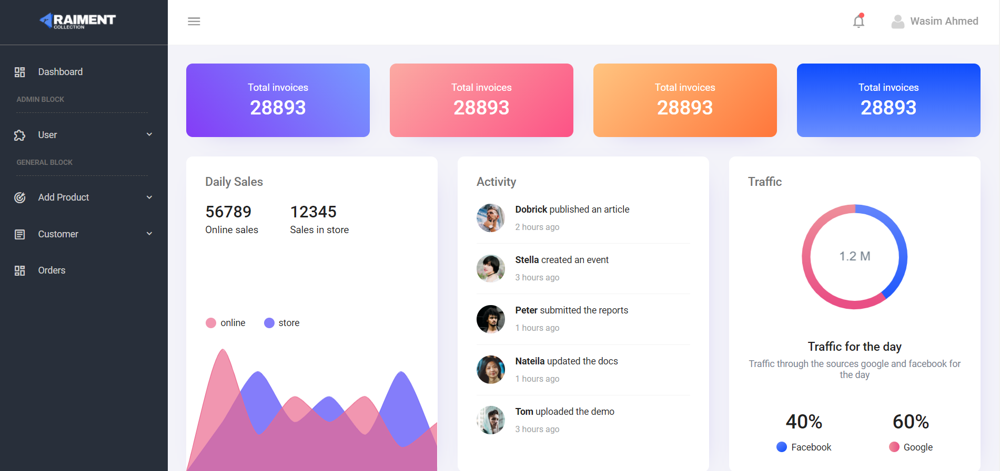 RAIMENT
COLLECTION
Wasim Ahmed
Dashboard
ADMIN BLOCK
User
GENERAL BLOCK
Add Product
Customer
Orders
Total invoices
28893
Total invoices
28893
Total invoices
28893
Total invoices
28893
Daily Sales
56789
Online sales
12345
Sales in store
online
store
Activity
Dobrick published an article
2 hours ago
Stella created an event
3 hours ago
Peter submitted the reports
1 hours ago
Nateila updated the docs
1 hours ago
Tom uploaded the demo
3 hours ago
Traffic
1.2 M
Traffic for the day
Traffic through the sources google and facebook for
the day
40%
Facebook
60%
Google